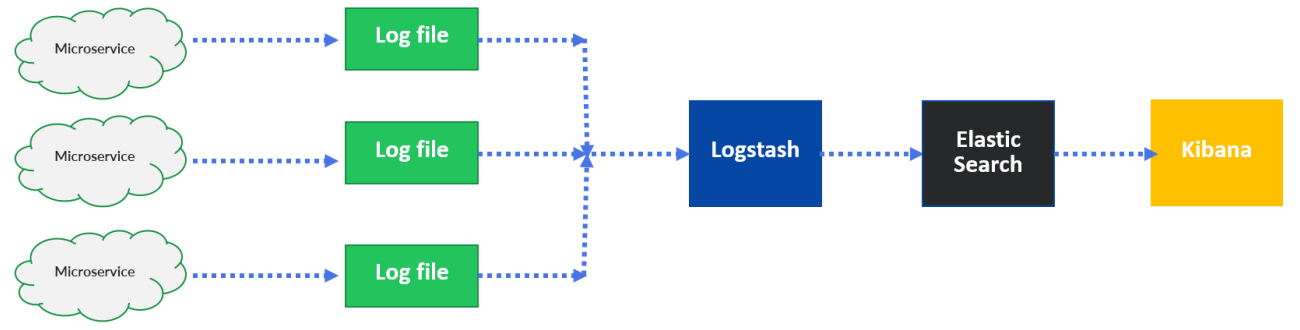 Microservice
Log file
Microservice
Log file
Microservice
Log file
Logstash
Elastic
Search
Kibana